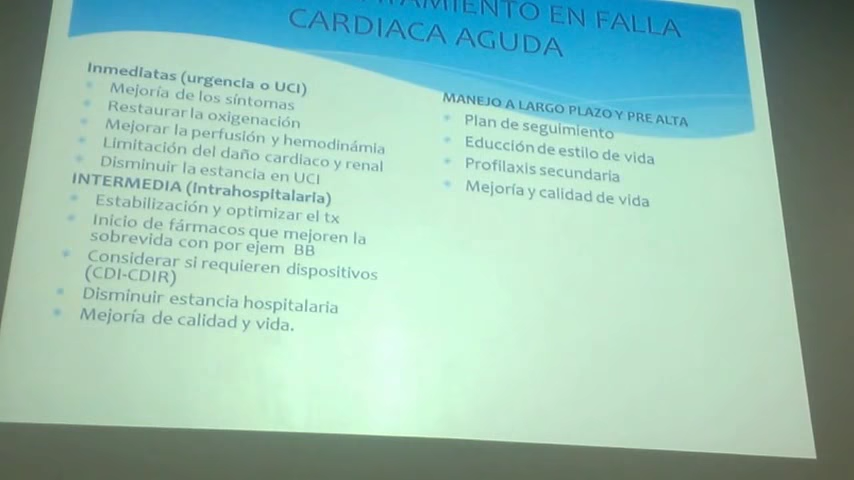 EN FALLA
CARDIACA AGUDA
Inmediatas (urgencia o UCI)
Mejoría de los síntomas
Restaurar la oxigenación
Mejorar la perfusión y hemodinámia
Limitación del daño cardiaco y renal
Disminuir la estancia en UCI
INTERMEDIA (Intrahospitalaria)
Estabilización y optimizar el tx
Inicio de fármacos que mejoren la
sobrevida con por ejem BB
Considerar si requieren dispositivos
(CDI-CDIR)
Disminuir estancia hospitalaria
Mejoría de calidad y vida.
MANEJO A LARGO PLAZO Y PRE ALTA
Plan de seguimiento
Educción de estilo de vida
Profilaxis secundaria
Mejoría y calidad de vida